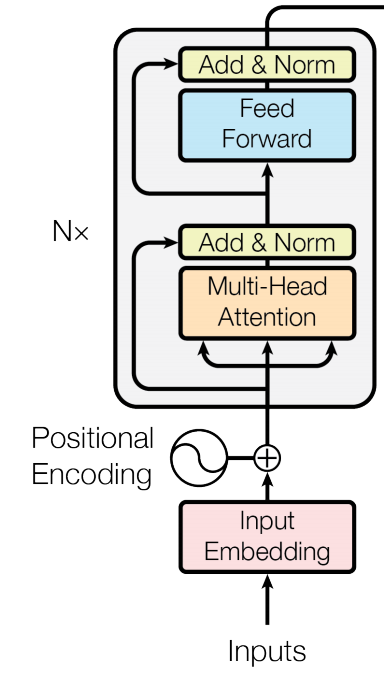 Add & Norm
Feed
Forward
N×
Add & Norm
Multi-Head
Attention
Positional
Encoding
Input
Embedding
Inputs